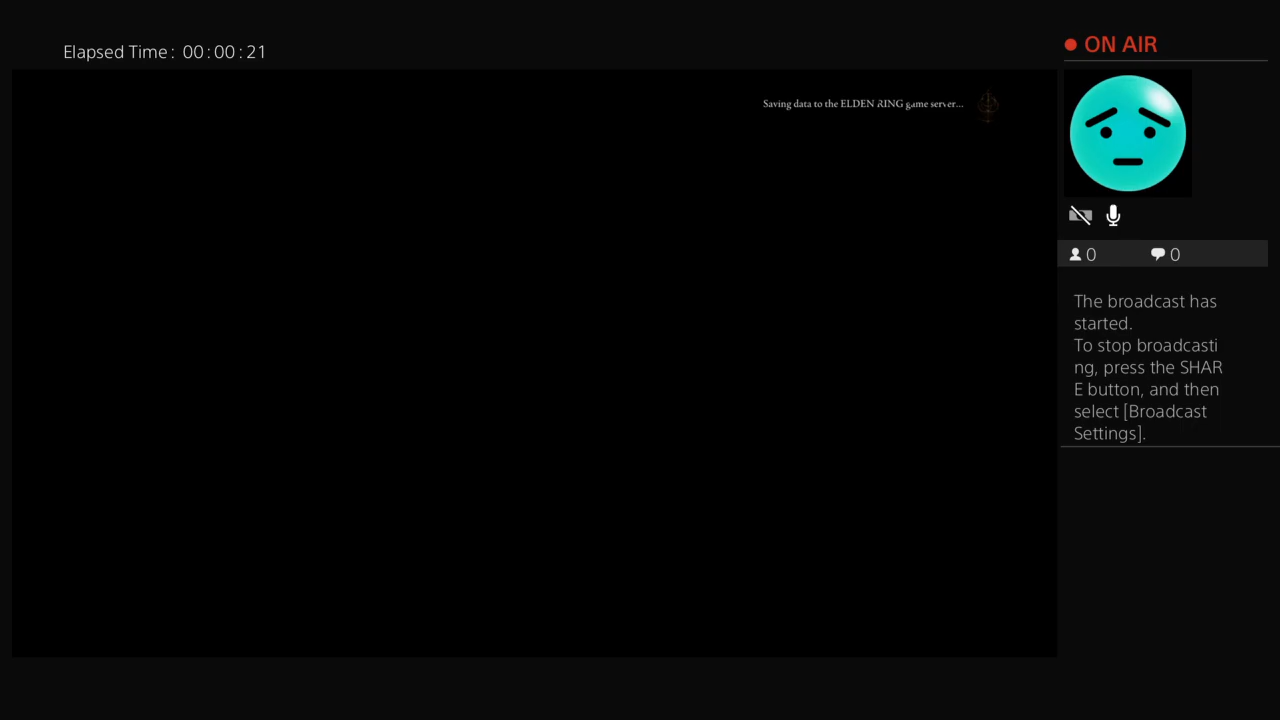 Elapsed Time: 00:00:21
ON AIR
Saving data to the ELDEN RING game server...
0 0
The broadcast has
started.
To stop broadcasti
ng, press the SHAR
E button, and then
select [Broadcast
Settings].